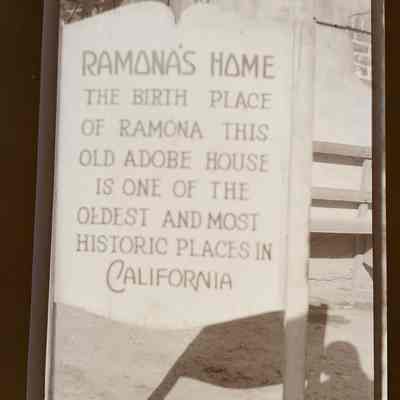 RAMONA'S HOME
THE BIRTH PLACE
OF RAMONA THIS
OLD ADOBE HOUSE
IS ONE OF THE
OLDEST AND MOST
HISTORIC PLACES IN
CALIFORNIA